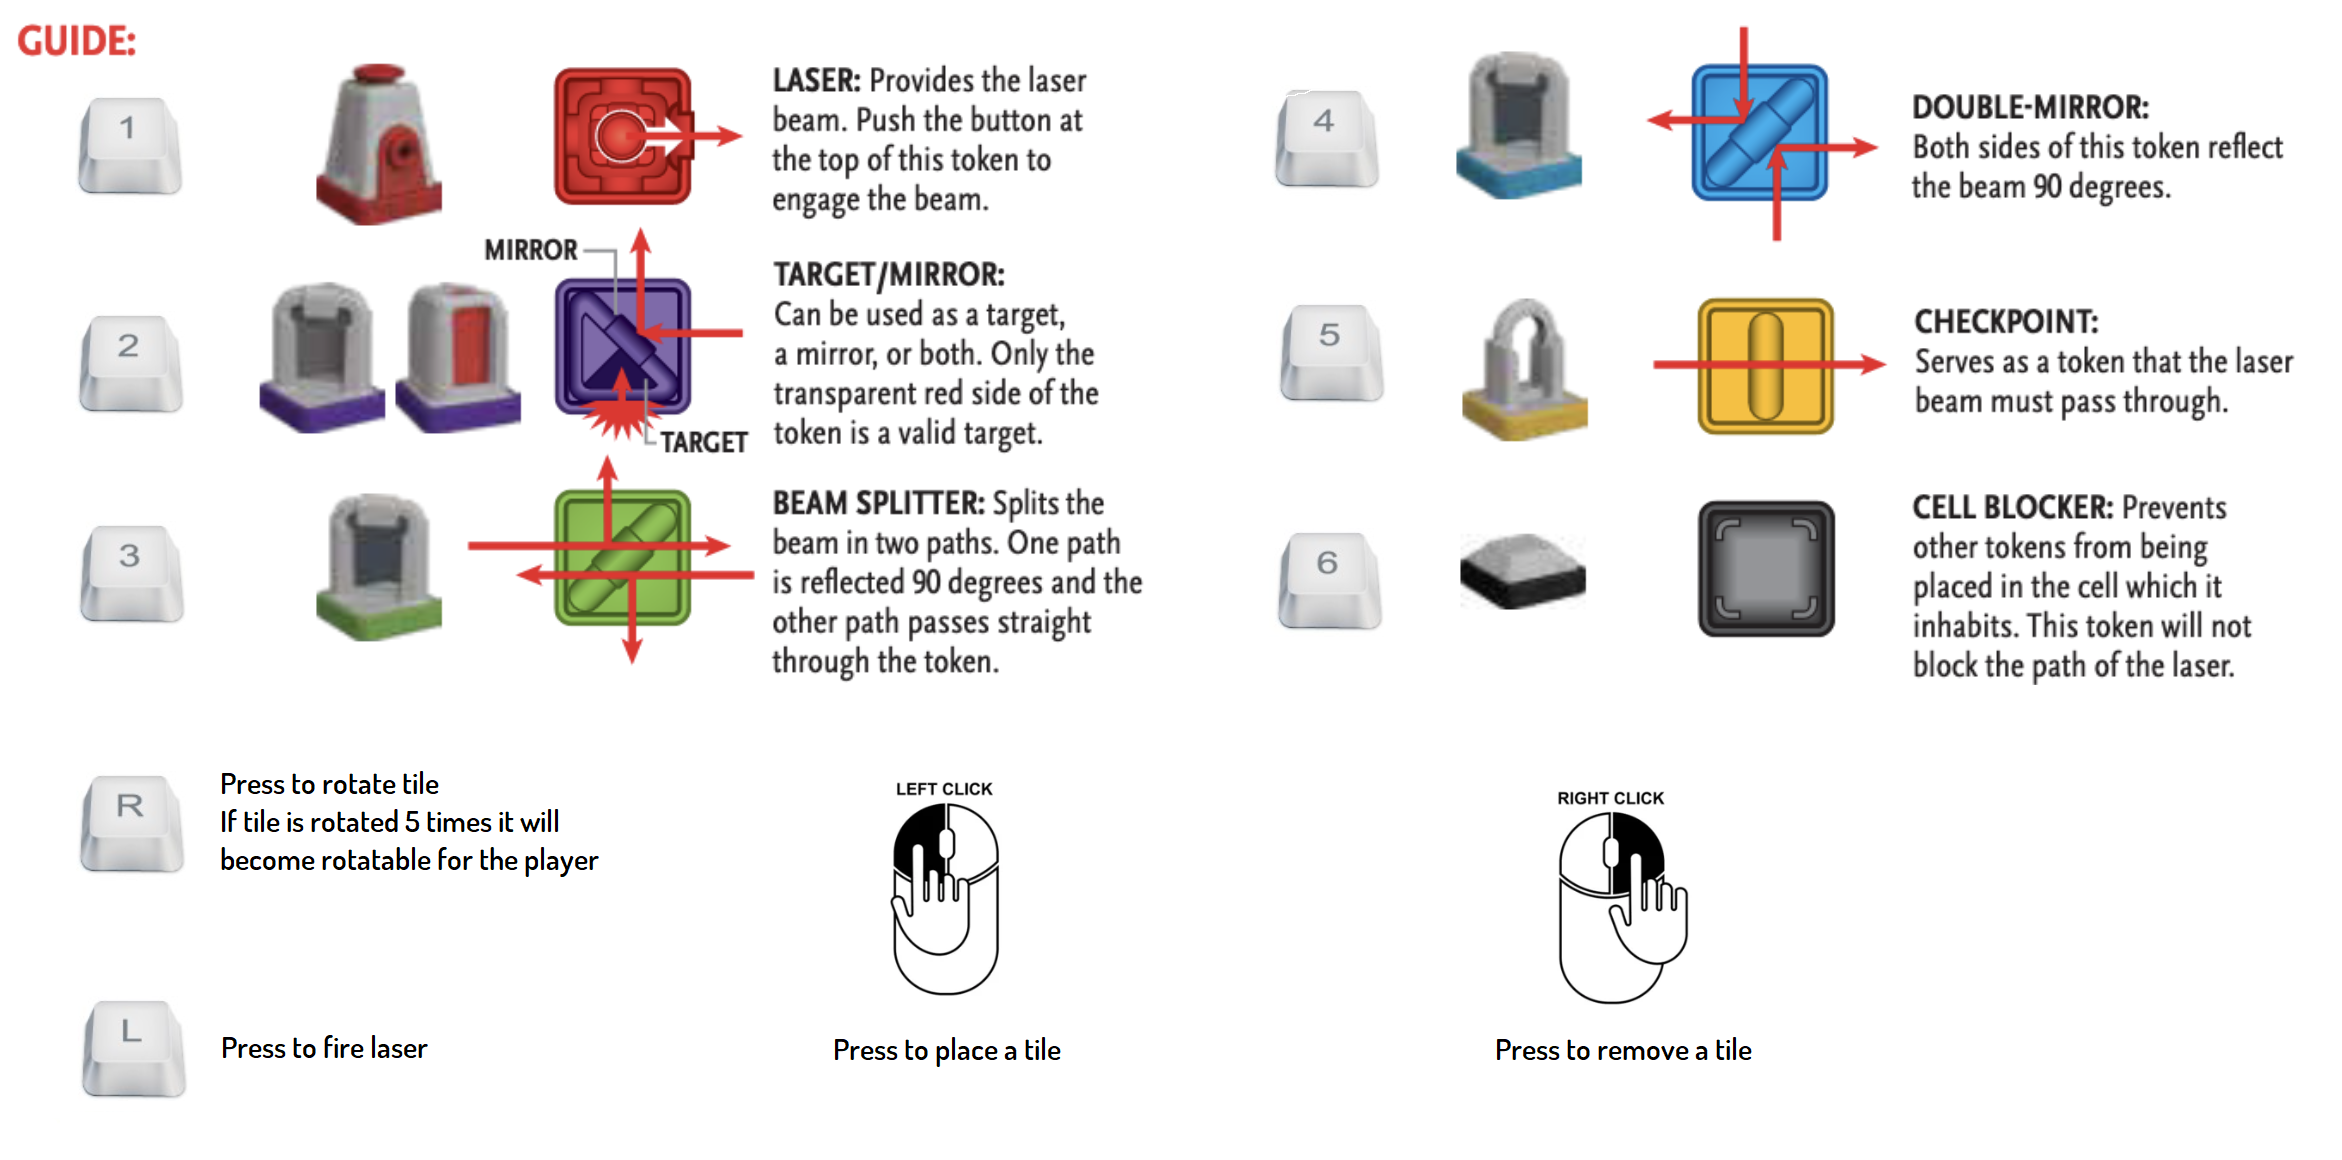 GUIDE:
1
LASER: Provides the laser
beam. Push the button at
the top of this token to
engage the beam.
2
MIRROR
TARGET
TARGET/MIRROR:
Can be used as a target,
a mirror, or both. Only the
transparent red side of the
token is a valid target.
3
BEAM SPLITTER: Splits the
beam in two paths. One path
is reflected 90 degrees and the
other path passes straight
through the token.
4
DOUBLE-MIRROR:
Both sides of this token reflect
the beam 90 degrees.
5
CHECKPOINT:
Serves as a token that the laser
beam must pass through.
6
CELL BLOCKER: Prevents
other tokens from being
placed in the cell which it
inhabits. This token will not
block the path of the laser.
R
Press to rotate tile
If tile is rotated 5 times it will
become rotatable for the player
LEFT CLICK
Press to place a tile
RIGHT CLICK
Press to remove a tile
L
Press to fire laser